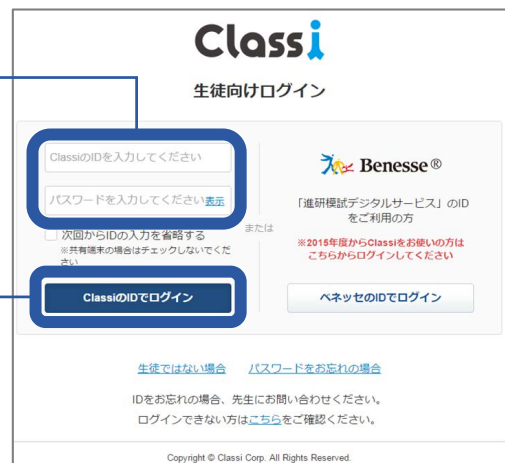 Classi
生徒向けログイン
ClassiのIDを入力してください
パスワードを入力してください 表示
次回からIDの入力を省略する
※共有端末の場合はチェックしないでくだ
さい
ClassiのIDでログイン
または
Benesse®
「進研模試デジタルサービス」のID
をご利用の方
※2015年度からClassiをお使いの方は
こちらからログインしてください
ベネッセのIDでログイン
生徒ではない場合 パスワードをお忘れの場合
IDをお忘れの場合、先生にお問い合わせください。
ログインできない方はこちらをご確認ください。
Copyright © Classi Corp. All Rights Reserved.